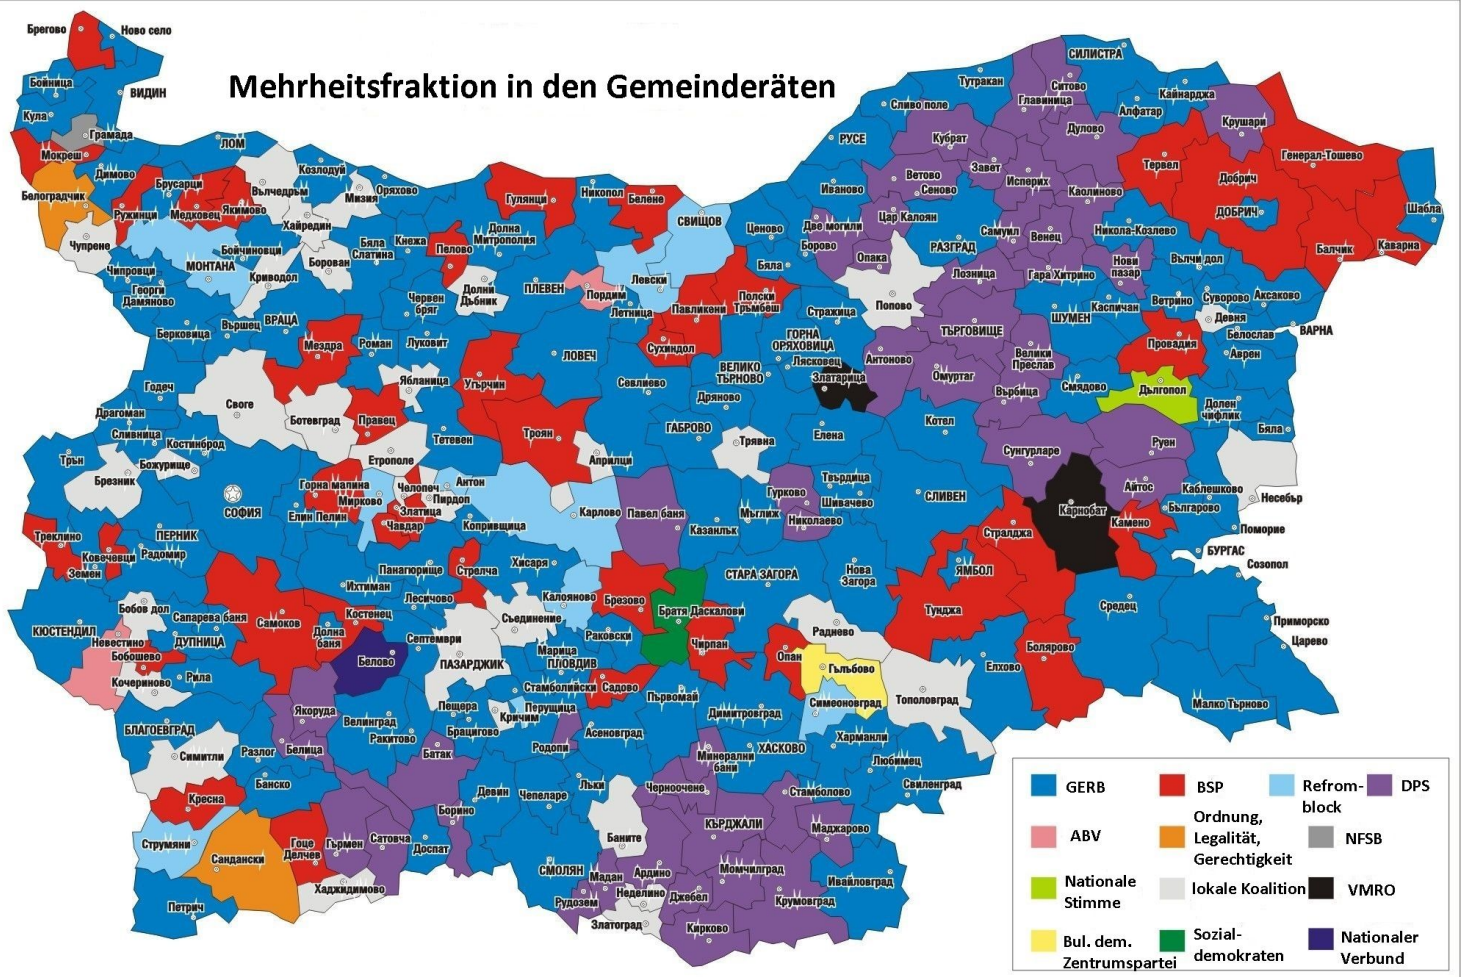 Mehrheitsfraktion in den Gemeinderäten
Брегово
Ново село
Бойница
ВИДИН
Кула
Грамада
Мокреш
Димово
Белоградчик
Ружинци
Чупрене
ЛОМ
Брусарци
Медковец
Якимово
Вълчедръм
Козлодуй
Мизия
Оряхово
Хайредин
Чипровци
МОНТАНА
Бойчиновци
Криводол
Борован
Бяла
Слатина
Кнежа
Пелово
Долна
Митрополия
Гулянци
Никопол
Белене
СВИЩОВ
Левски
ПЛЕВЕН
Пордим
Летница
Долни
Дъбник
Георги
Дамяново
Берковица
Вършец
ВРАЦА
Мездра
Роман
Червен
бряг
Луковит
Ябланица
Угърчин
ЛОВЕЧ
Павликени
Полски
Тръмбеш
Сухиндол
Севлиево
Троян
Априлци
Тетевен
Правец
Ботевград
Етрополе
Своге
Годеч
Драгоман
Сливница
Костинброд
Божурище
Трън
Брезник
СОФИЯ
ПЕРНИК
Радомир
Треклино
Ковачевци
Земен
Горна малина
Елин Пелин
Мирково
Челопеч
Пирдоп
Златица
Чавдар
Антон
Копривщица
Карлово
Павел баня
Казанлък
Мъглих
Гурково
Николаево
Твърдица
Шивачево
СЛИВЕН
Котел
Елена
Трявна
ГАБРОВО
Дряново
ВЕЛИКО
ТЪРНОВО
Лясковец
Златарица
ГОРНА
ОРЯХОВИЦА
Стражица
Ценово
Бяла
Борово
Две могили
Иваново
РУСЕ
Сливо поле
Тутракан
СИЛИСТРА
Ситово
Главиница
Дулово
Алфатар
Кайнарджа
Крушари
Генерал-Тошево
Тервел
Добрич
ДОБРИЧ
Балчик
Каварна
Шабла
Кубрат
Ветово
Сеново
Завет
Исперих
Каолиново
Цар Калоян
РАЗГРАД
Самуил
Венец
Никола-Козлево
Опака
Попово
Лозница
Гара Хитрино
Нови
пазар
Вълчи дол
Каспичан
ШУМЕН
Ветрино
Суворово
Аксаково
Девня
Белослав
ВАРНА
Провадия
Аврен
ТЪРГОВИЩЕ
Антоново
Омуртаг
Велики
Преслав
Върбица
Смядово
Дългопол
Долен
чифлик
Бяла
Сунгурларе
Руен
Айтос
Карнобат
Камено
Каблешково
Българово
Несебър
Поморие
БУРГАС
Созопол
Средец
Приморско
Царево
Малко Търново
Стралджа
ЯМБОЛ
Тунджа
Болярово
Елхово
Нова
Загора
СТАРА ЗАГОРА
Братя Даскалови
Чирпан
Раднево
Опан
Гълъбово
Симеоновград
Тополовград
Харманли
Любимец
Свиленград
Димитровград
ХАСКОВО
Минерални
бани
Стамболово
Маджарово
Ивайловград
Крумовград
Момчилград
КЪРДЖАЛИ
Черноочене
Джебел
Кирково
Ардино
Неделино
Златоград
Мадан
Рудозем
СМОЛЯН
Баните
Лъки
Чепеларе
Девин
Борино
Доспат
Сатовча
Гърмен
Хаджидимово
Гоце
Делчев
Сандански
Петрич
Струмяни
Кресна
Симитли
Банско
Разлог
Белица
Якоруда
БЛАГОЕВГРАД
Рила
Кочериново
Бобошево
Невестино
КЮСТЕНДИЛ
Бобов дол
Сапарева баня
ДУПНИЦА
Самоков
Долна
баня
Костенец
Ихтиман
Белово
Септември
Лесичово
ПАЗАРДЖИК
Панагюрище
Стрелча
Хисаря
Калояново
Брезово
Съединение
Раковски
Марица
ПЛОВДИВ
Стамболийски
Садово
Първомай
Асеновград
Родопи
Перущица
Кричим
Пещера
Брацигово
Батак
Велинград
Ракитово
GERB
BSP
Refrom-
block
DPS
ABV
Ordnung,
Legalität,
Gerechtigkeit
NFSB
Nationale
Stimme
lokale Koalition
VMRO
Bul. dem.
Zentrumspartei
Sozial-
demokraten
Nationaler
Verbund